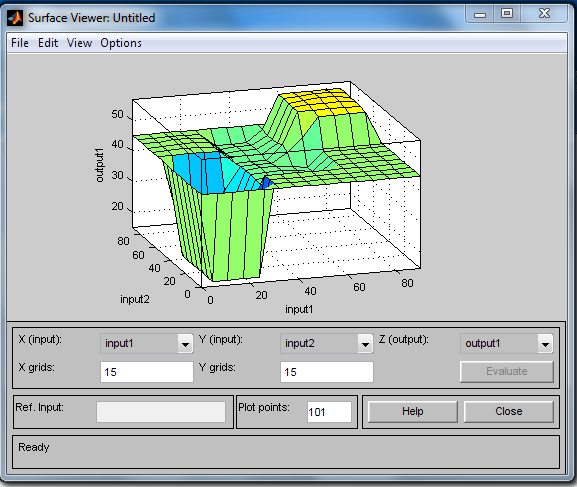 Surface Viewer: Untitled
File Edit View Options
50
40
30
20
output1
80
60
40
20
0
input2
0
20
40
60
80
input1
X (input): input1 Y (input): input2 Z (output): output1
X grids: 15 Y grids: 15 Evaluate
Ref. Input: Plot points: 101 Help Close
Ready